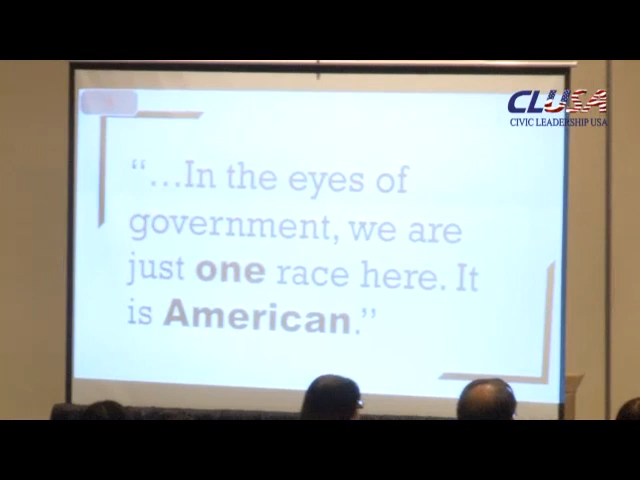 CLUSA
CIVIC LEADERSHIP USA
“...In the eyes of
government, we are
just one race here. It
is American.”